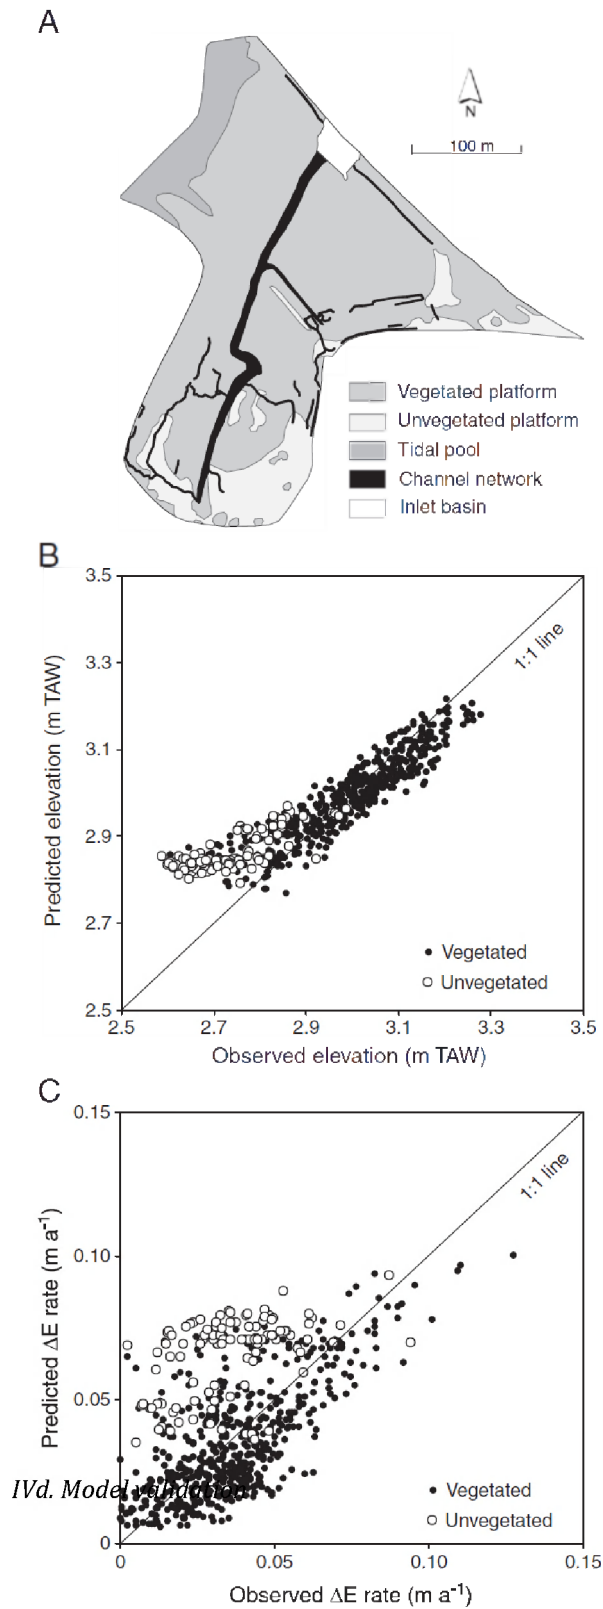 A
N
100 m
Vegetated platform
Unvegetated platform
Tidal pool
Channel network
Inlet basin
B
3.5
3.3
3.1
2.9
2.7
2.5
Predicted elevation (m TAW)
1:1 line
Vegetated
Unvegetated
2.5 2.7 2.9 3.1 3.3 3.5
Observed elevation (m TAW)
C
0.15
0.10
0.05
0
Predicted ΔE rate (m a⁻¹)
1:1 line
IVd. Model validation
Vegetated
Unvegetated
0 0.05 0.10 0.15
Observed ΔE rate (m a⁻¹)